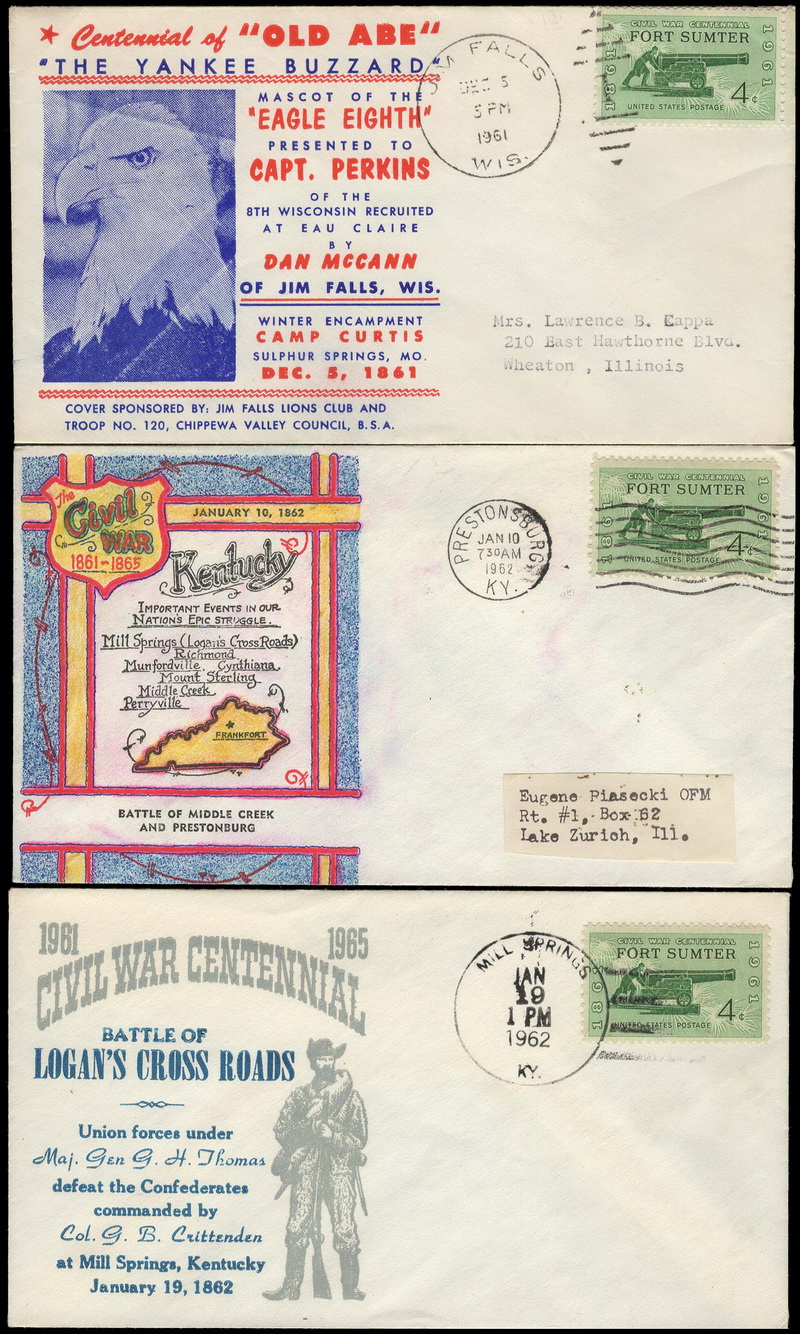 Centennial of "OLD ABE"
"THE YANKEE BUZZARD"
MASCOT OF THE
"EAGLE EIGHTH"
PRESENTED TO
CAPT. PERKINS
OF THE
8TH WISCONSIN RECRUITED
AT EAU CLAIRE
BY
DAN MCCANN
OF JIM FALLS, WIS.
WINTER ENCAMPMENT
CAMP CURTIS
SULPHUR SPRINGS, MO.
DEC. 5, 1861
COVER SPONSORED BY: JIM FALLS LIONS CLUB AND
TROOP NO. 120, CHIPPEWA VALLEY COUNCIL, B.S.A.
JIM FALLS
DEC 5
5 PM
1961
WIS.
CIVIL WAR CENTENNIAL
FORT SUMTER
1861
1961
UNITED STATES POSTAGE
4¢
Mrs. Lawrence B. Kappa
210 East Hawthorne Blvd.
Wheaton , Illinois
The
Civil
WAR
1861-1865
JANUARY 10, 1862
Kentucky
IMPORTANT EVENTS IN OUR
NATION'S EPIC STRUGGLE.
Mill Springs (Logan's Cross Roads)
Richmond
Munfordville Cynthiana
Mount Sterling
Middle Creek
Perryville
FRANKFORT
BATTLE OF MIDDLE CREEK
AND PRESTONBURG
PRESTONSBURG
JAN 10
7 30 AM
1962
KY.
CIVIL WAR CENTENNIAL
FORT SUMTER
1861
1961
UNITED STATES POSTAGE
4¢
Eugene Piasecki OFM
Rt. #1, Box 62
Lake Zurich, Ill.
1961 1965
CIVIL WAR CENTENNIAL
BATTLE OF
LOGAN'S CROSS ROADS
Union forces under
Maj. Gen G. H. Thomas
defeat the Confederates
commanded by
Col. G. B. Crittenden
at Mill Springs, Kentucky
January 19, 1862
MILL SPRINGS
JAN
19
1 PM
1962
KY.
CIVIL WAR CENTENNIAL
FORT SUMTER
1861
1961
UNITED STATES POSTAGE
4¢